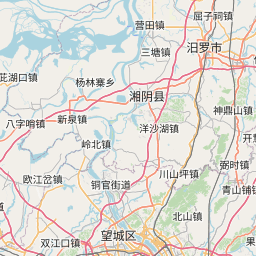 屈子祠镇
营田镇
汨罗市
三塘镇
茈湖口镇
杨林寨乡
湘阴县
神鼎山镇
新泉镇
八字哨镇
洋沙湖镇
开慧
岭北镇
弼时镇
川山坪镇
欧江岔镇
铜官街道
青山铺镇
北山镇
望城区
双江口镇
果